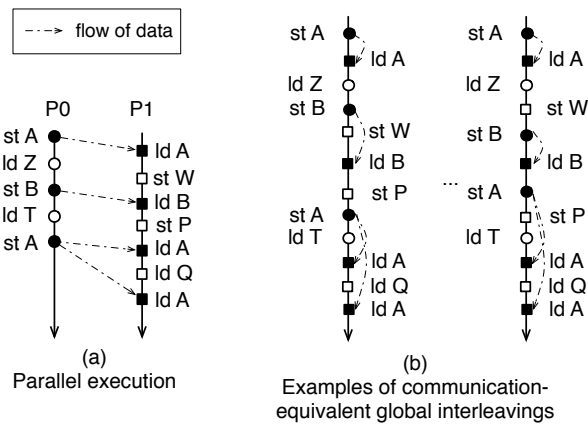 flow of data
P0 P1
st A
ld Z
st B
ld T
st A
ld A
st W
ld B
st P
ld A
ld Q
ld A
(a)
Parallel execution
st A
ld A
ld Z
st B
st W
ld B
st P
st A
ld T
ld A
ld Q
ld A
...
st A
ld A
ld Z
st W
st B
ld B
st A
st P
ld T
ld A
ld Q
ld A
(b)
Examples of communication-
equivalent global interleavings